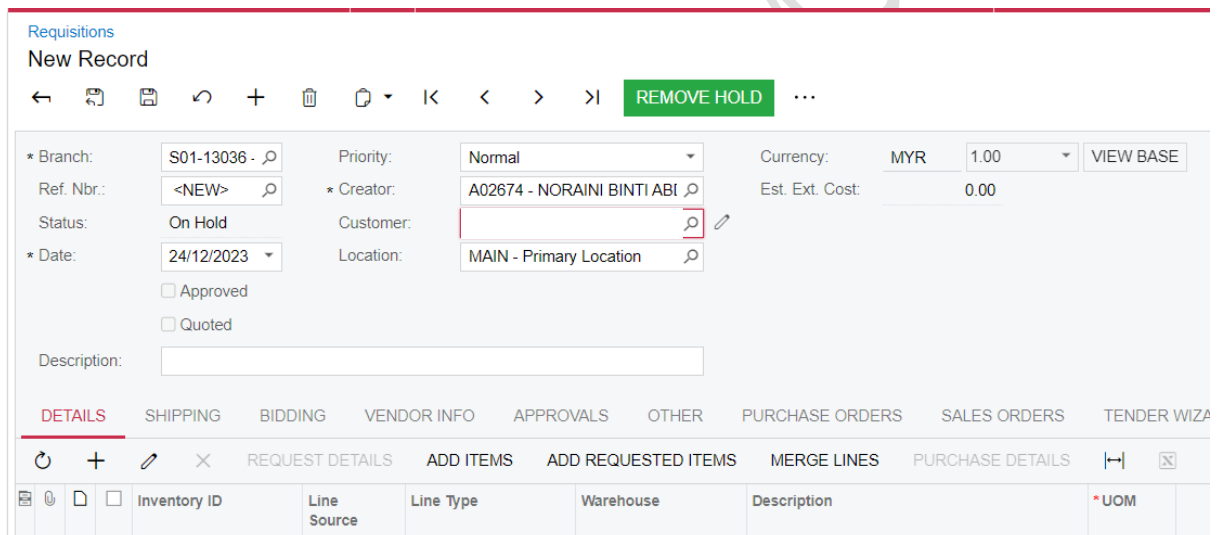 Requisitions
New Record
REMOVE HOLD
* Branch: S01-13036 - Priority: Normal Currency: MYR 1.00 VIEW BASE
Ref. Nbr.: <NEW> * Creator: A02674 - NORAINI BINTI ABI Est. Ext. Cost: 0.00
Status: On Hold Customer:
* Date: 24/12/2023 Location: MAIN - Primary Location
Approved
Quoted
Description:
DETAILS SHIPPING BIDDING VENDOR INFO APPROVALS OTHER PURCHASE ORDERS SALES ORDERS TENDER WIZA
REQUEST DETAILS ADD ITEMS ADD REQUESTED ITEMS MERGE LINES PURCHASE DETAILS
Inventory ID Line Line Type Warehouse Description * UOM
Source